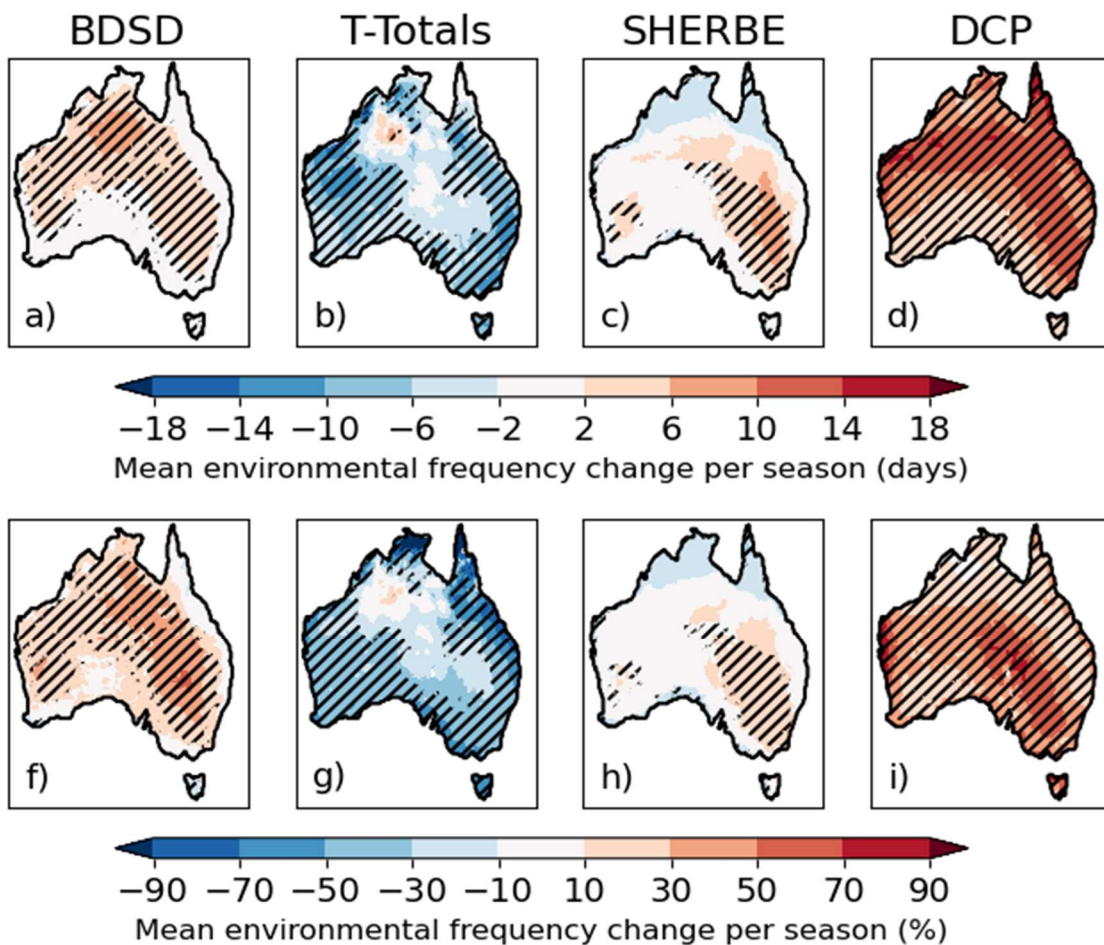 BDSD T-Totals SHERBE DCP
a) b) c) d)
−18 −14 −10 −6 −2 2 6 10 14 18
Mean environmental frequency change per season (days)
f) g) h) i)
−90 −70 −50 −30 −10 10 30 50 70 90
Mean environmental frequency change per season (%)